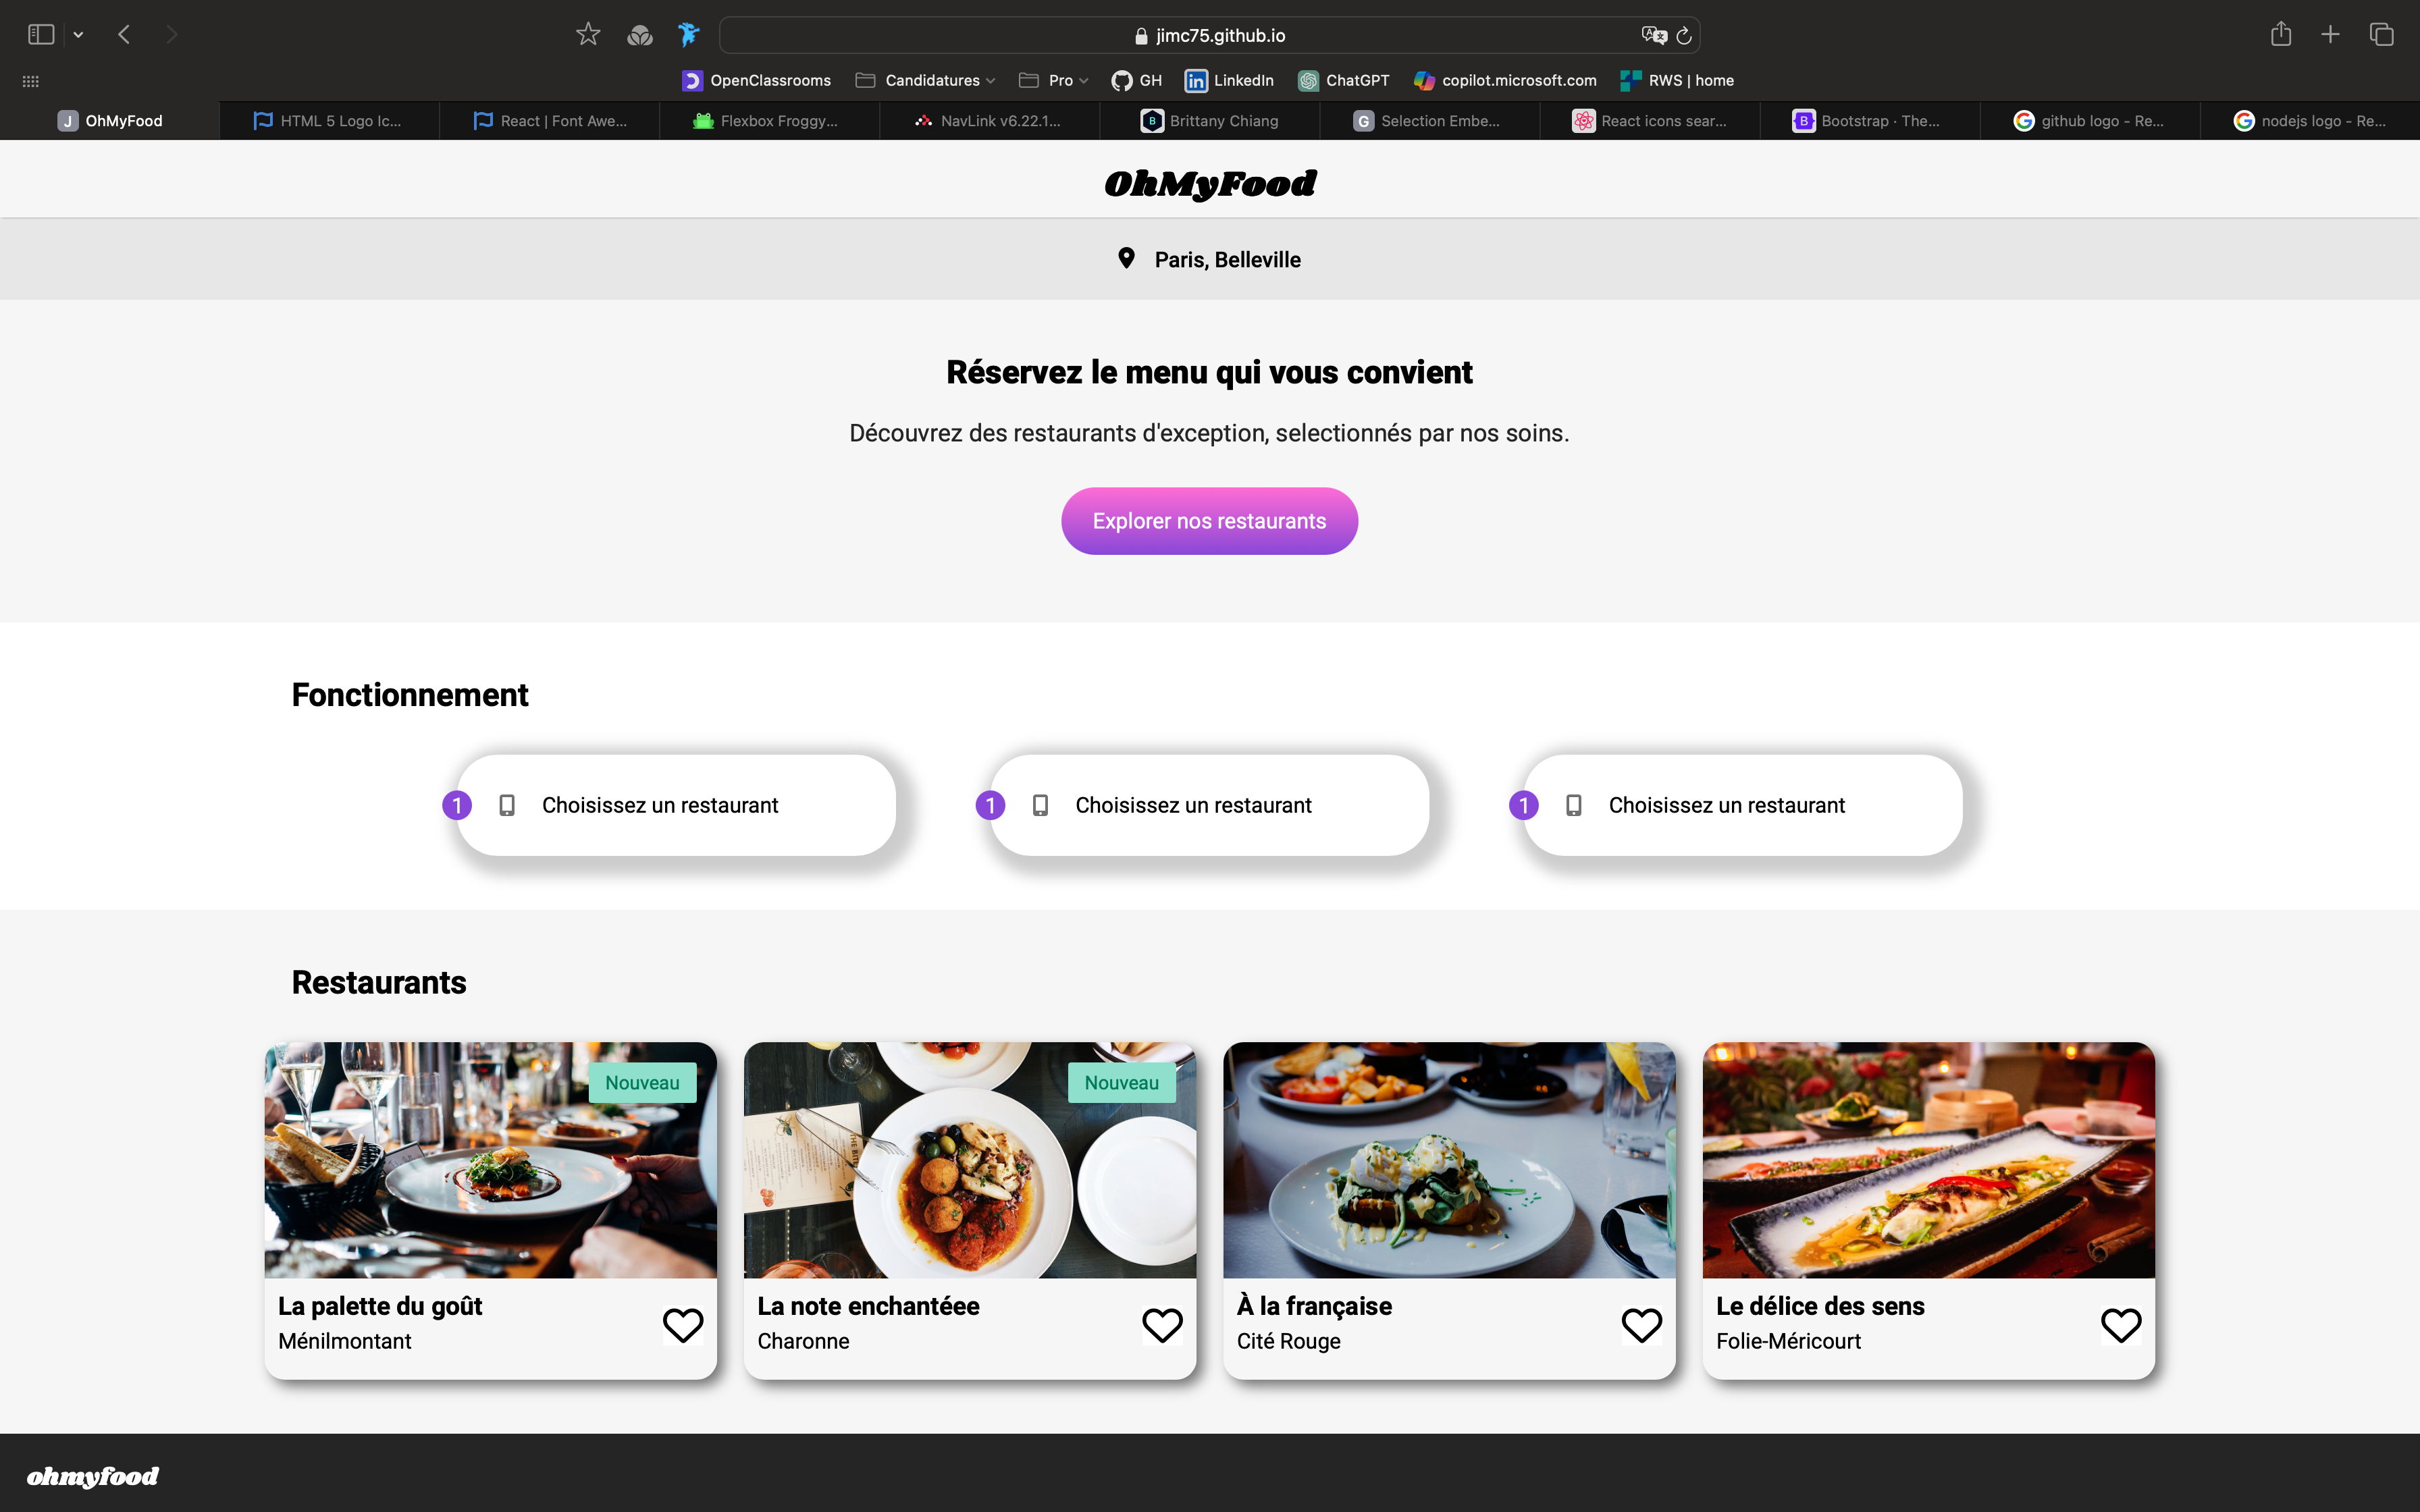 jimc75.github.io
OpenClassrooms Candidatures Pro GH LinkedIn ChatGPT copilot.microsoft.com RWS | home
J OhMyFood HTML 5 Logo Ic... React | Font Awe... Flexbox Froggy... NavLink v6.22.1... B Brittany Chiang G Selection Embe... React icons sear... B Bootstrap · The... github logo - Re... nodejs logo - Re...
OhMyFood
Paris, Belleville
Réservez le menu qui vous convient
Découvrez des restaurants d'exception, selectionnés par nos soins.
Explorer nos restaurants
Fonctionnement
1 Choisissez un restaurant
1 Choisissez un restaurant
1 Choisissez un restaurant
Restaurants
Nouveau
La palette du goût
Ménilmontant
Nouveau
La note enchantéee
Charonne
À la française
Cité Rouge
Le délice des sens
Folie-Méricourt
ohmyfood